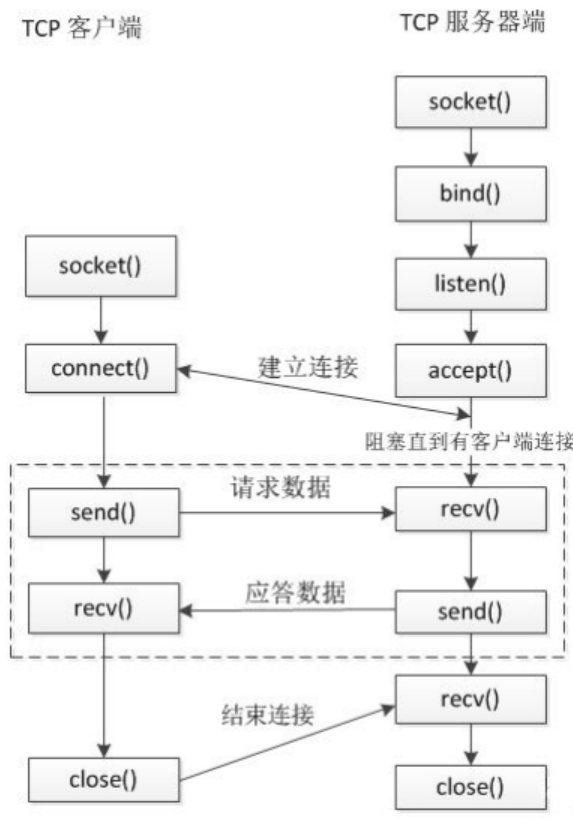 TCP 客户端
TCP 服务器端
socket()
bind()
socket()
listen()
connect()
建立连接
accept()
阻塞直到有客户端连接
send()
请求数据
recv()
recv()
应答数据
send()
结束连接
recv()
close()
close()